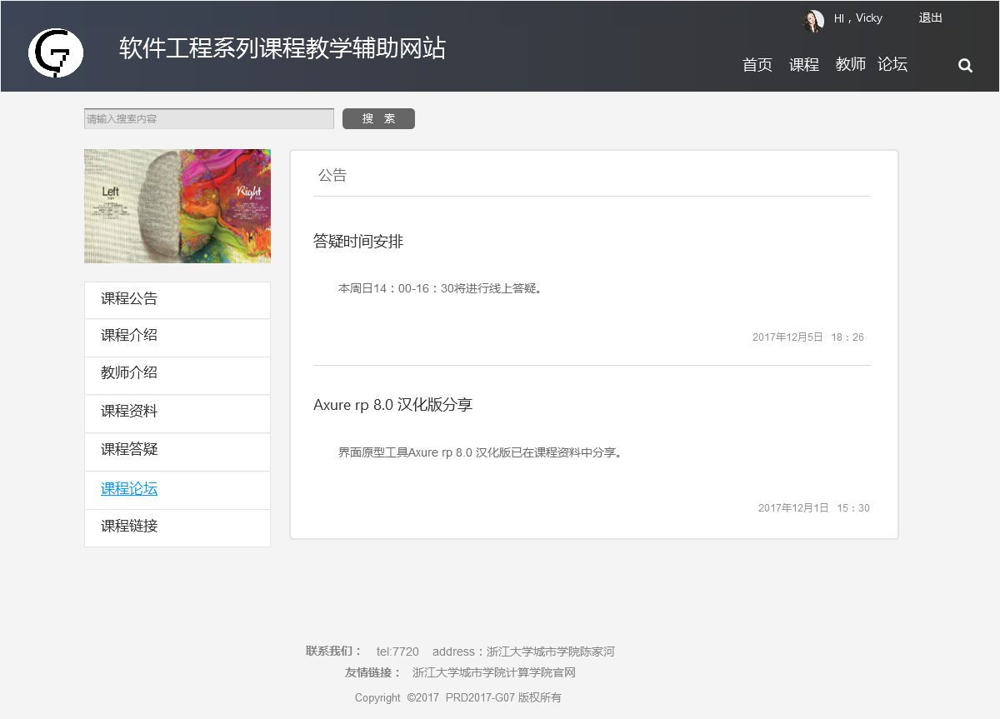 HI，Vicky
退出
软件工程系列课程教学辅助网站
首页 课程 教师 论坛
请输入搜索内容
搜 索
Left
Right
课程公告
课程介绍
教师介绍
课程资料
课程答疑
课程论坛
课程链接
公告
答疑时间安排
本周日14：00-16：30将进行线上答疑。
2017年12月5日 18：26
Axure rp 8.0 汉化版分享
界面原型工具Axure rp 8.0 汉化版已在课程资料中分享。
2017年12月1日 15：30
联系我们： tel:7720 address：浙江大学城市学院陈家河
友情链接： 浙江大学城市学院计算学院官网
Copyright ©2017 PRD2017-G07 版权所有